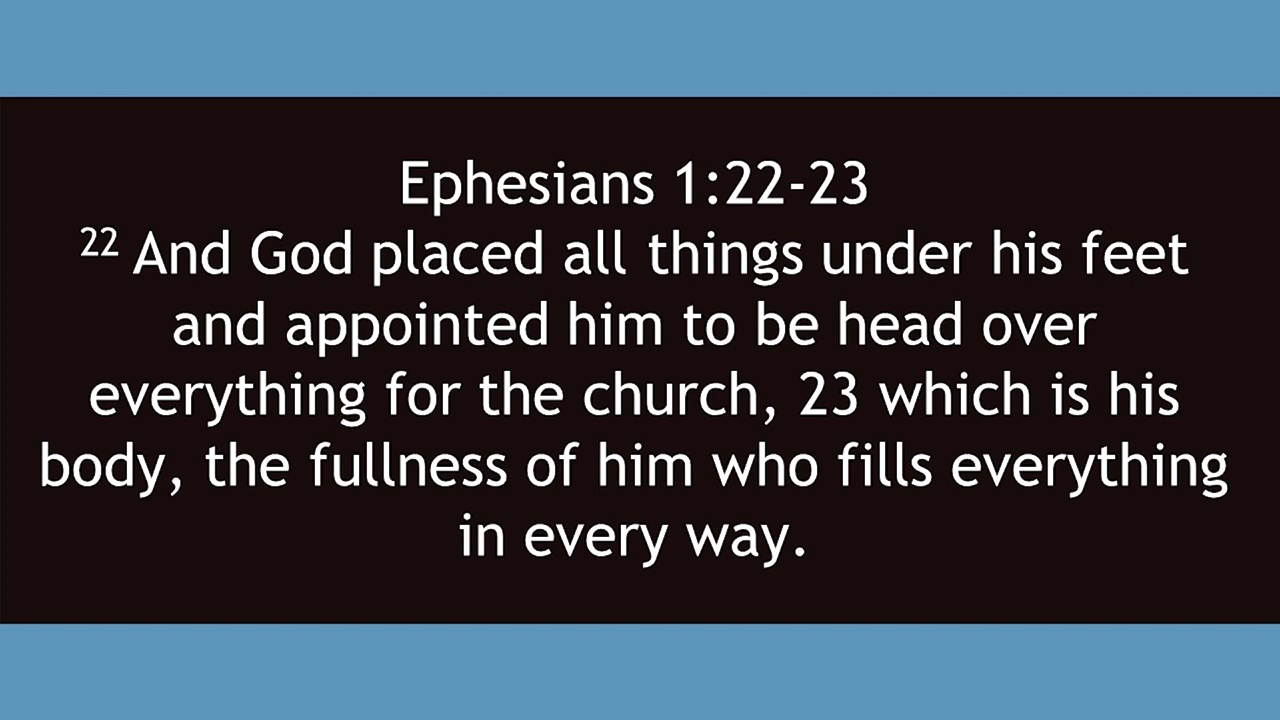 Ephesians 1:22-23
22 And God placed all things under his feet
and appointed him to be head over
everything for the church, 23 which is his
body, the fullness of him who fills everything
in every way.